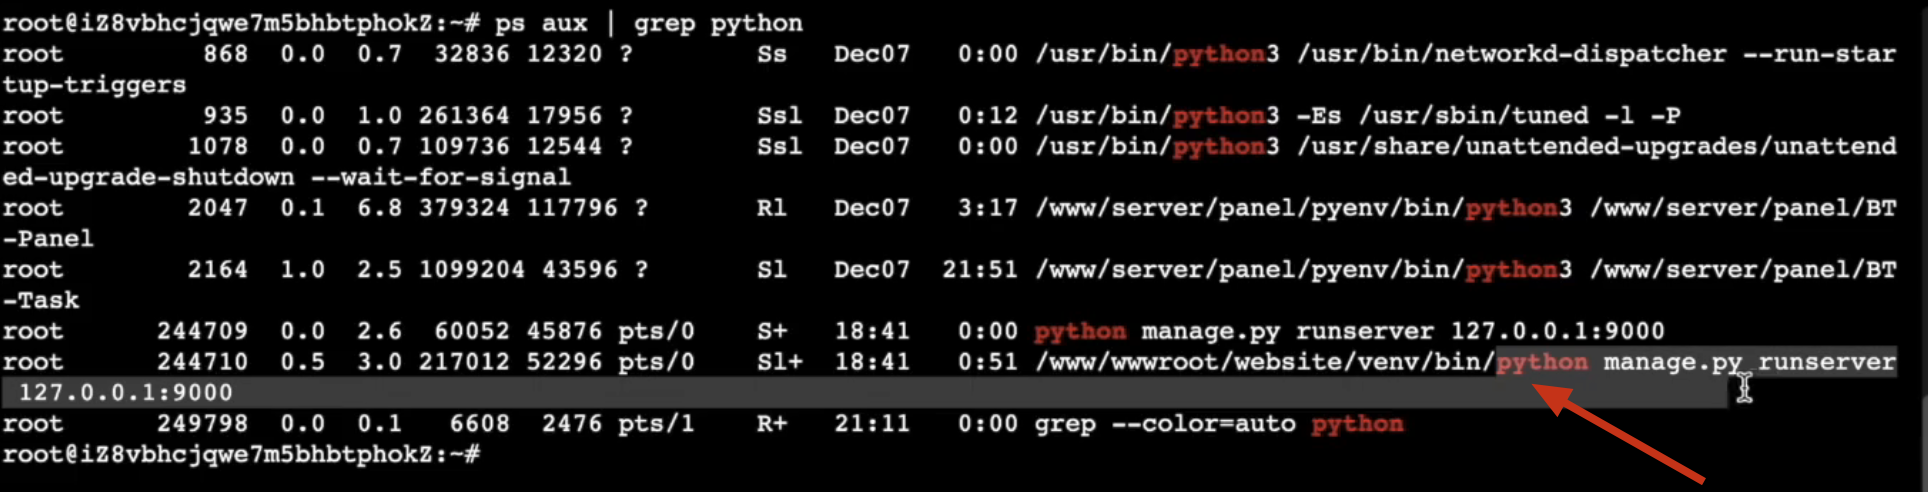 root@iZ8vbhcjqwe7m5bhbtphokZ:~# ps aux | grep python
root         868  0.0  0.7  32836 12320 ?        Ss   Dec07   0:00 /usr/bin/python3 /usr/bin/networkd-dispatcher --run-star
tup-triggers
root         935  0.0  1.0 261364 17956 ?        Ssl  Dec07   0:12 /usr/bin/python3 -Es /usr/sbin/tuned -l -P
root        1078  0.0  0.7 109736 12544 ?        Ssl  Dec07   0:00 /usr/bin/python3 /usr/share/unattended-upgrades/unattend
ed-upgrade-shutdown --wait-for-signal
root        2047  0.1  6.8 379324 117796 ?       Rl   Dec07   3:17 /www/server/panel/pyenv/bin/python3 /www/server/panel/BT
-Panel
root        2164  1.0  2.5 1099204 43596 ?       Sl   Dec07  21:51 /www/server/panel/pyenv/bin/python3 /www/server/panel/BT
-Task
root      244709  0.0  2.6  60052 45876 pts/0    S+   18:41   0:00 python manage.py runserver 127.0.0.1:9000
root      244710  0.5  3.0 217012 52296 pts/0    Sl+  18:41   0:51 /www/wwwroot/website/venv/bin/python manage.py runserver
 127.0.0.1:9000
root      249798  0.0  0.1   6608  2476 pts/1    R+   21:11   0:00 grep --color=auto python
root@iZ8vbhcjqwe7m5bhbtphokZ:~#